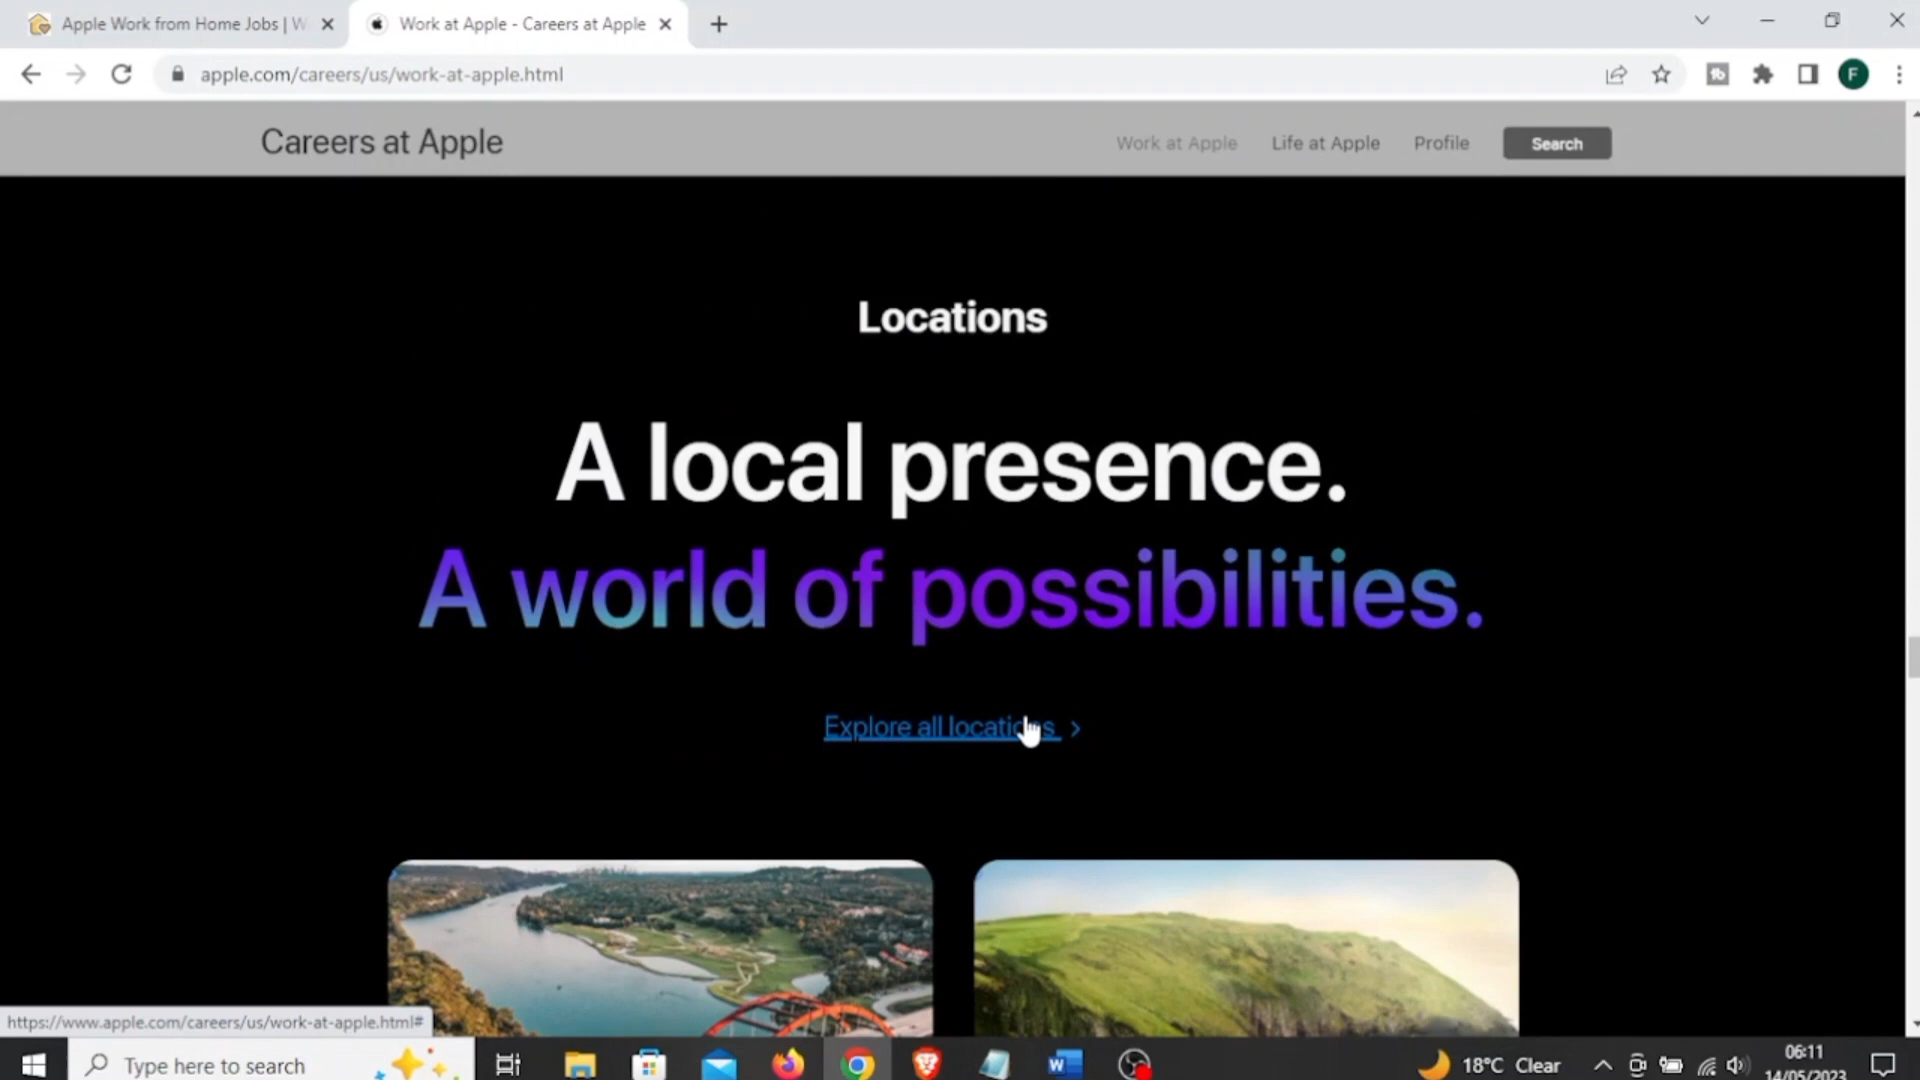 Apple Work from Home Jobs | W
Work at Apple - Careers at Apple
apple.com/careers/us/work-at-apple.html
F
Careers at Apple
Work at Apple
Life at Apple
Profile
Search
Locations
A local presence.
A world of possibilities.
Explore all locations >
https://www.apple.com/careers/us/work-at-apple.html#
Type here to search
18°C Clear
06:11
14/05/2023